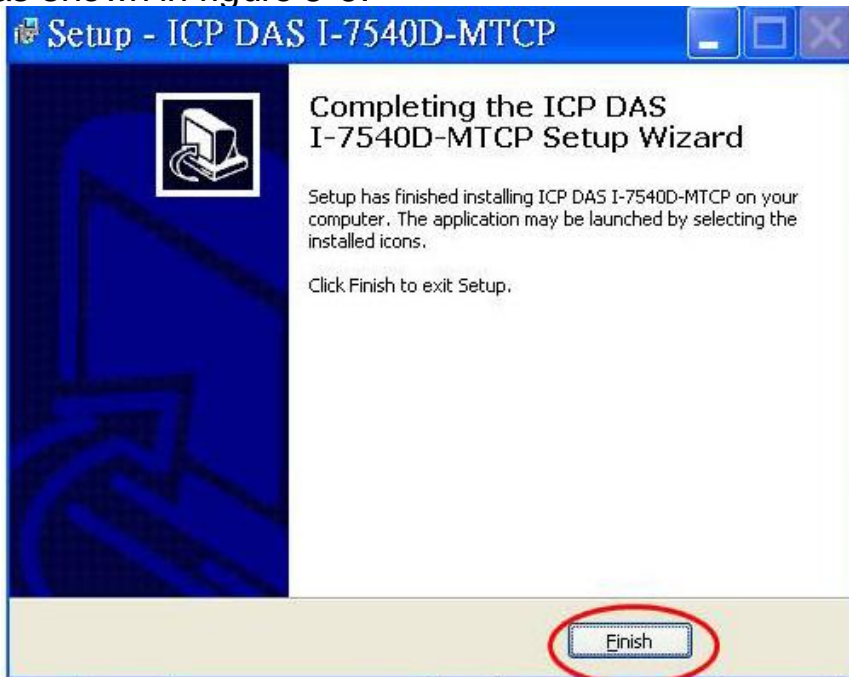 Setup - ICP DAS I-7540D-MTCP
Completing the ICP DAS
I-7540D-MTCP Setup Wizard
Setup has finished installing ICP DAS I-7540D-MTCP on your
computer. The application may be launched by selecting the
installed icons.
Click Finish to exit Setup.
Finish